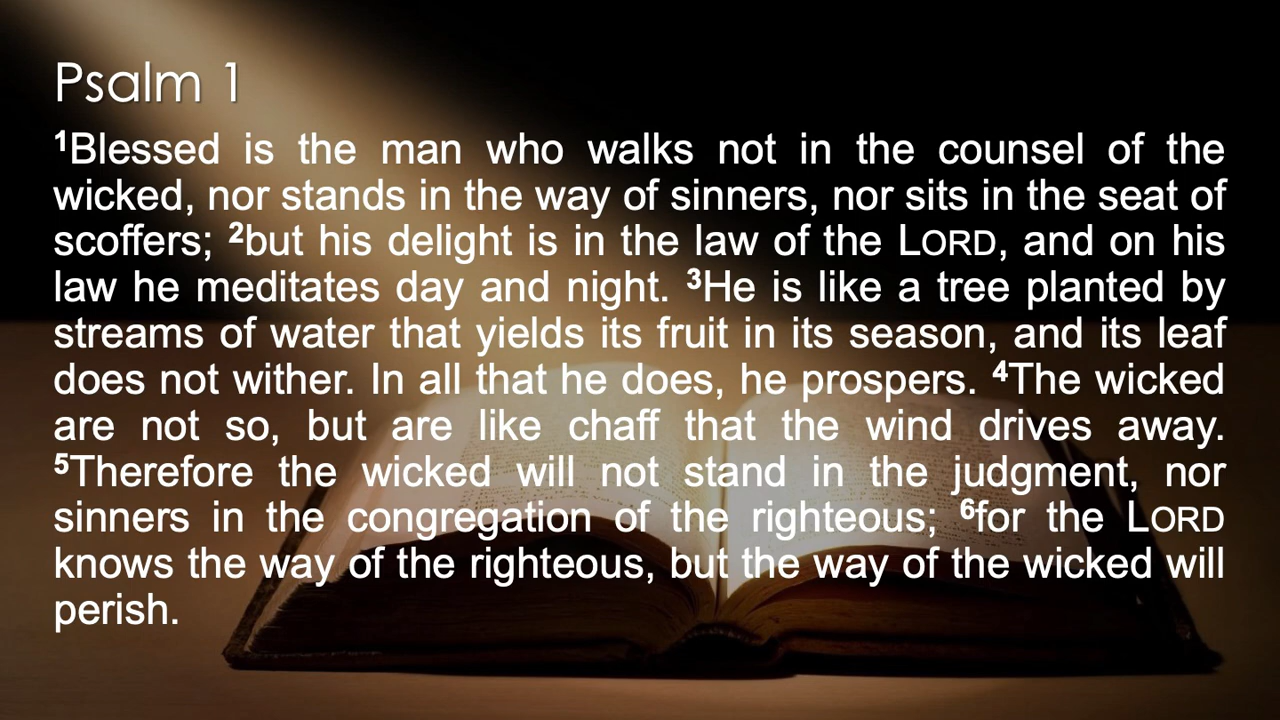 Psalm 1
¹Blessed is the man who walks not in the counsel of the
wicked, nor stands in the way of sinners, nor sits in the seat of
scoffers; ²but his delight is in the law of the LORD, and on his
law he meditates day and night. ³He is like a tree planted by
streams of water that yields its fruit in its season, and its leaf
does not wither. In all that he does, he prospers. ⁴The wicked
are not so, but are like chaff that the wind drives away.
⁵Therefore the wicked will not stand in the judgment, nor
sinners in the congregation of the righteous; ⁶for the LORD
knows the way of the righteous, but the way of the wicked will
perish.